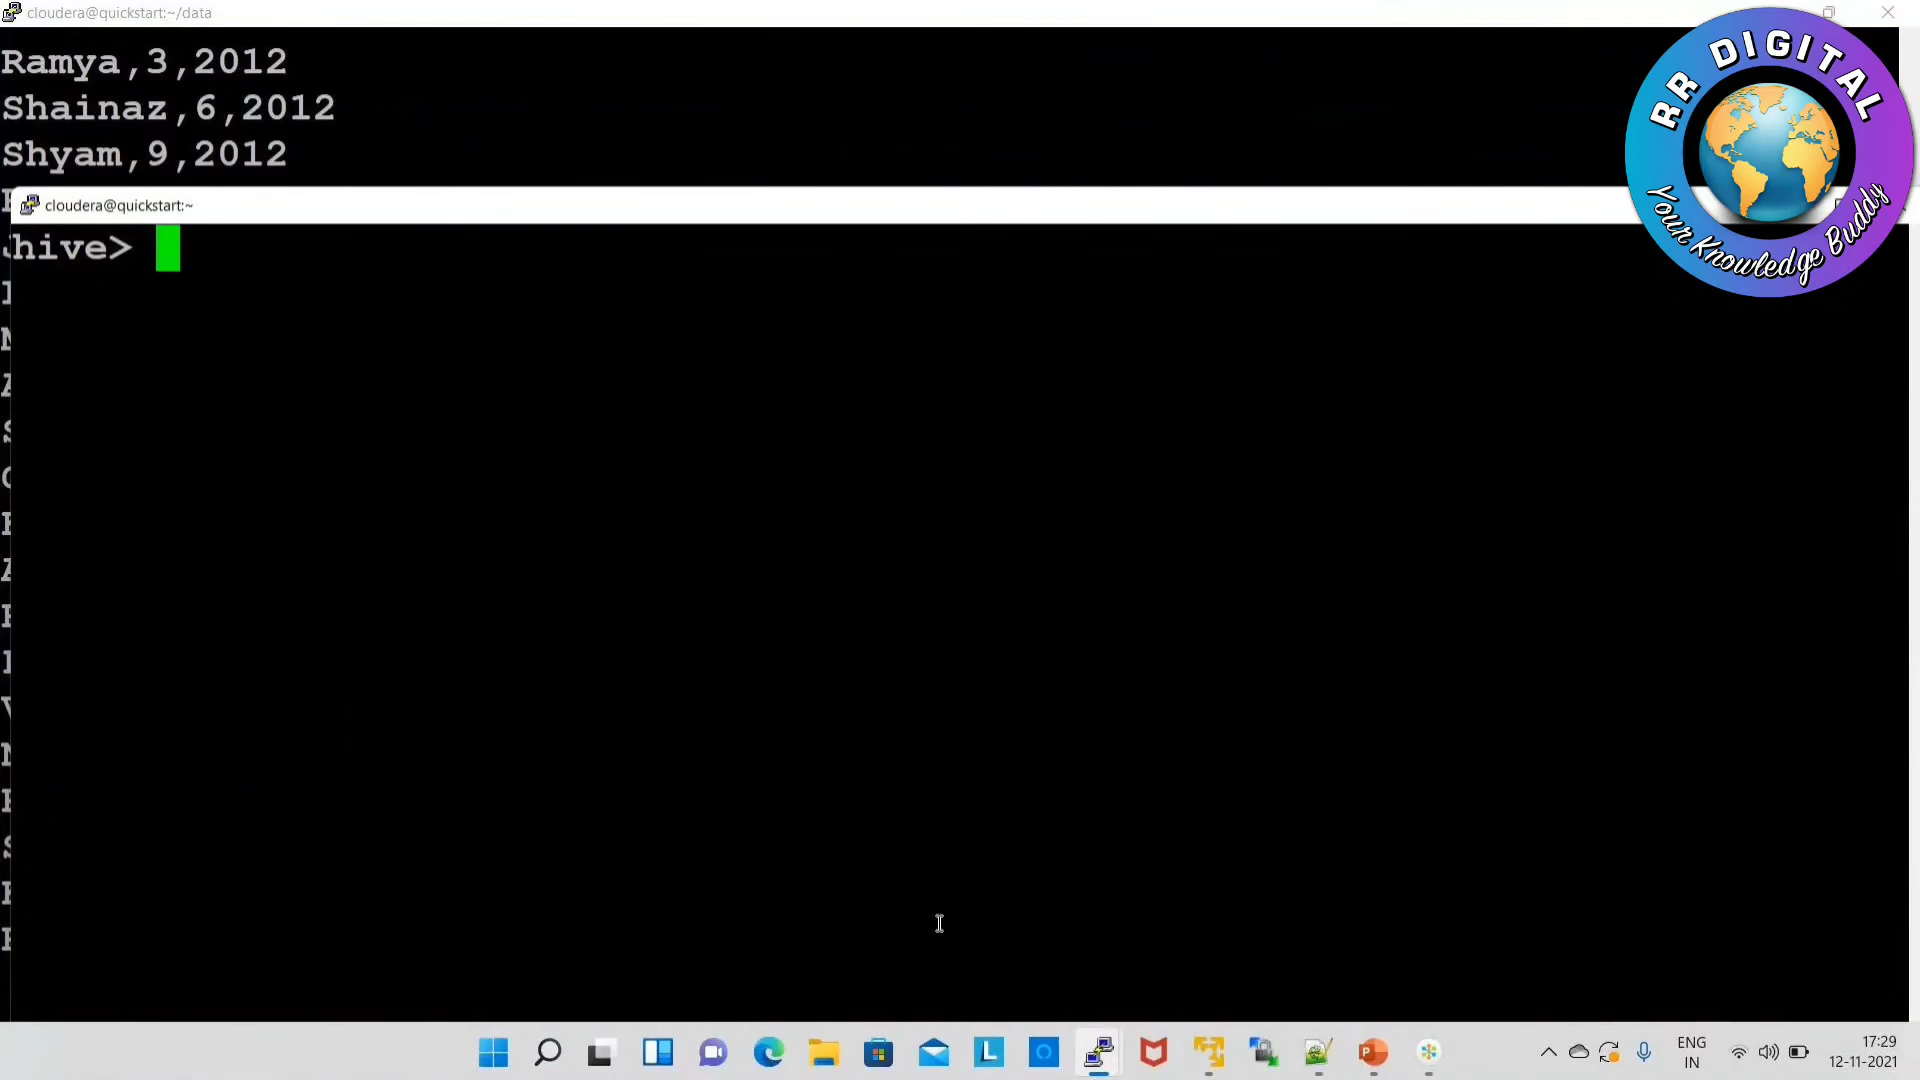 cloudera@quickstart:~/data
Ramya,3,2012
Shainaz,6,2012
Shyam,9,2012
cloudera@quickstart:~
hive>
RR DIGITAL
Your Knowledge Buddy
ENG
IN
17:29
12-11-2021